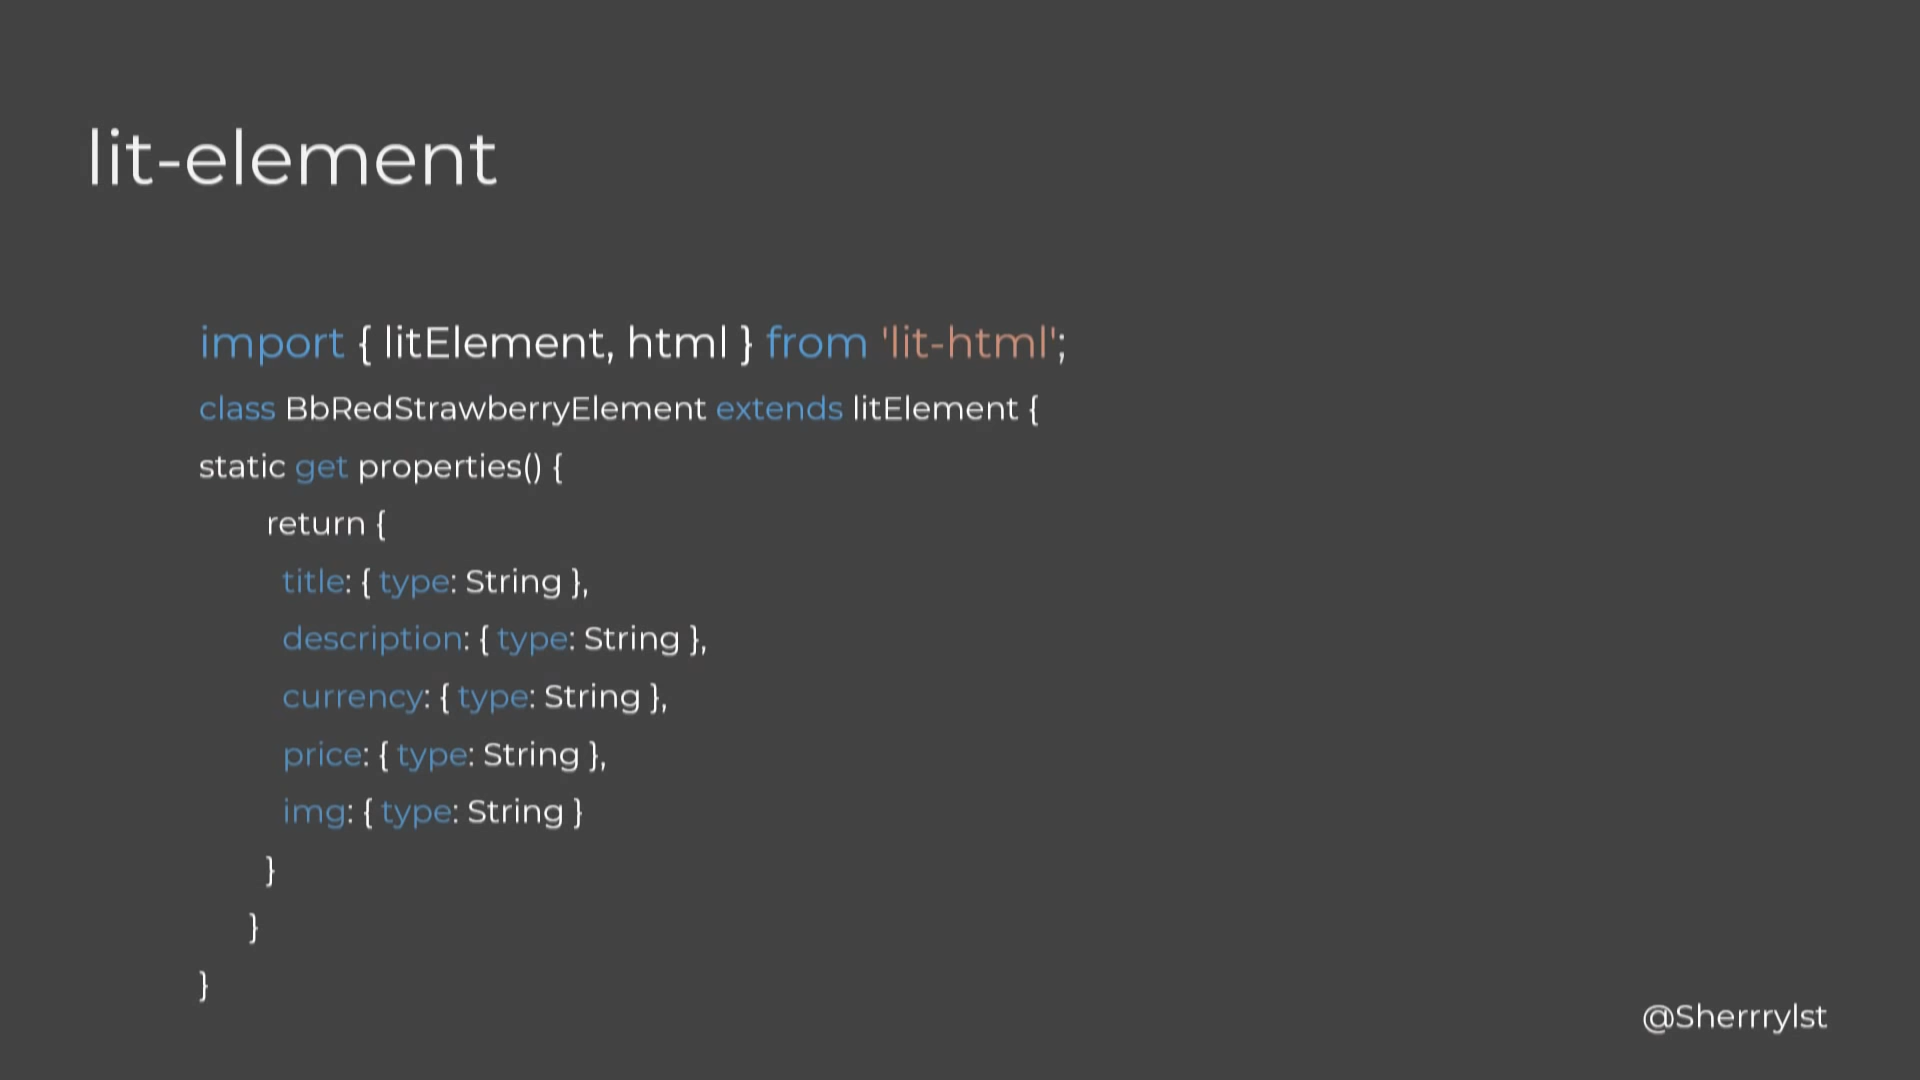 lit-element
import { litElement, html } from 'lit-html';
class BbRedStrawberryElement extends litElement {
static get properties() {
return {
title: { type: String },
description: { type: String },
currency: { type: String },
price: { type: String },
img: { type: String }
}
}
}
@Sherrrylst